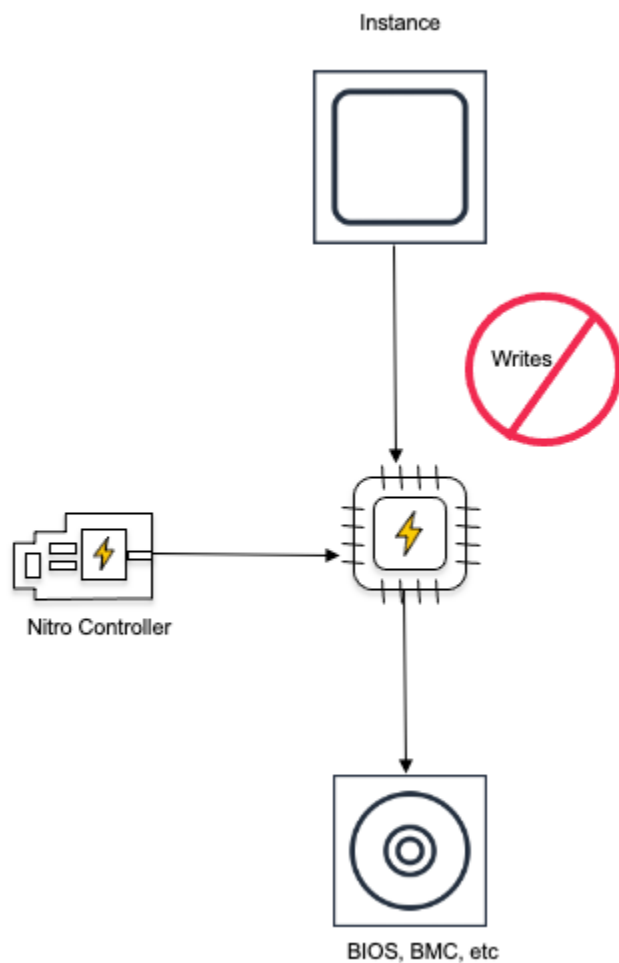 Instance
Writes
Nitro Controller
BIOS, BMC, etc